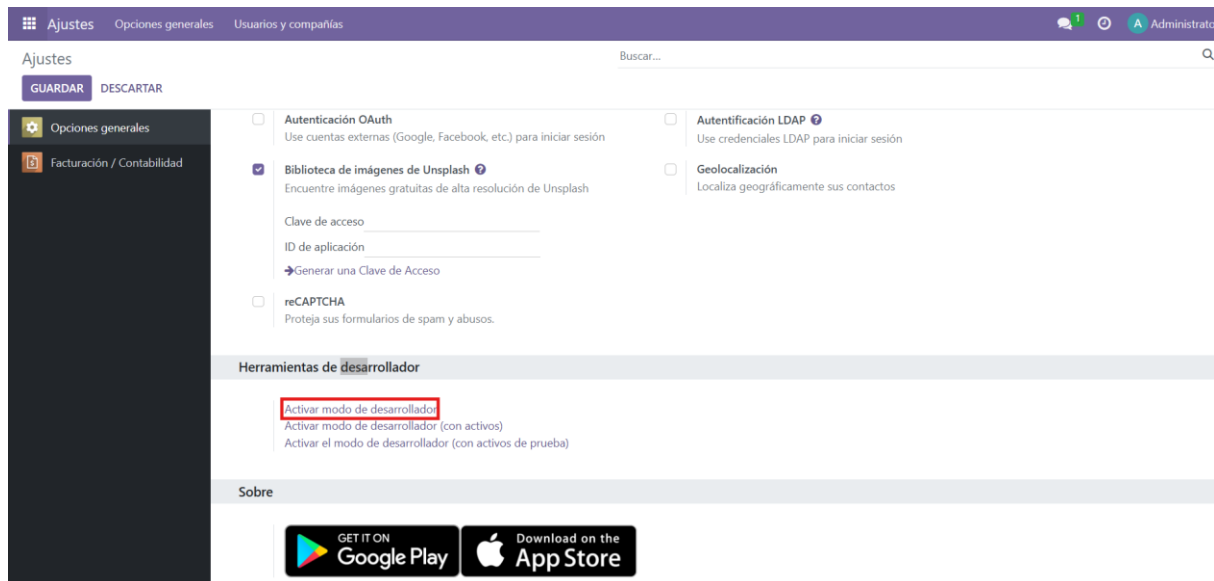 Ajustes Opciones generales Usuarios y compañías 1 A Administrato
Ajustes Buscar...
GUARDAR DESCARTAR
Opciones generales
Facturación / Contabilidad
Autenticación OAuth
Use cuentas externas (Google, Facebook, etc.) para iniciar sesión
Autentificación LDAP ?
Use credenciales LDAP para iniciar sesión
Biblioteca de imágenes de Unsplash ?
Encuentre imágenes gratuitas de alta resolución de Unsplash
Geolocalización
Localiza geográficamente sus contactos
Clave de acceso
ID de aplicación
Generar una Clave de Acceso
reCAPTCHA
Proteja sus formularios de spam y abusos.
Herramientas de desarrollador
Activar modo de desarrollador
Activar modo de desarrollador (con activos)
Activar el modo de desarrollador (con activos de prueba)
Sobre
GET IT ON
Google Play
Download on the
App Store